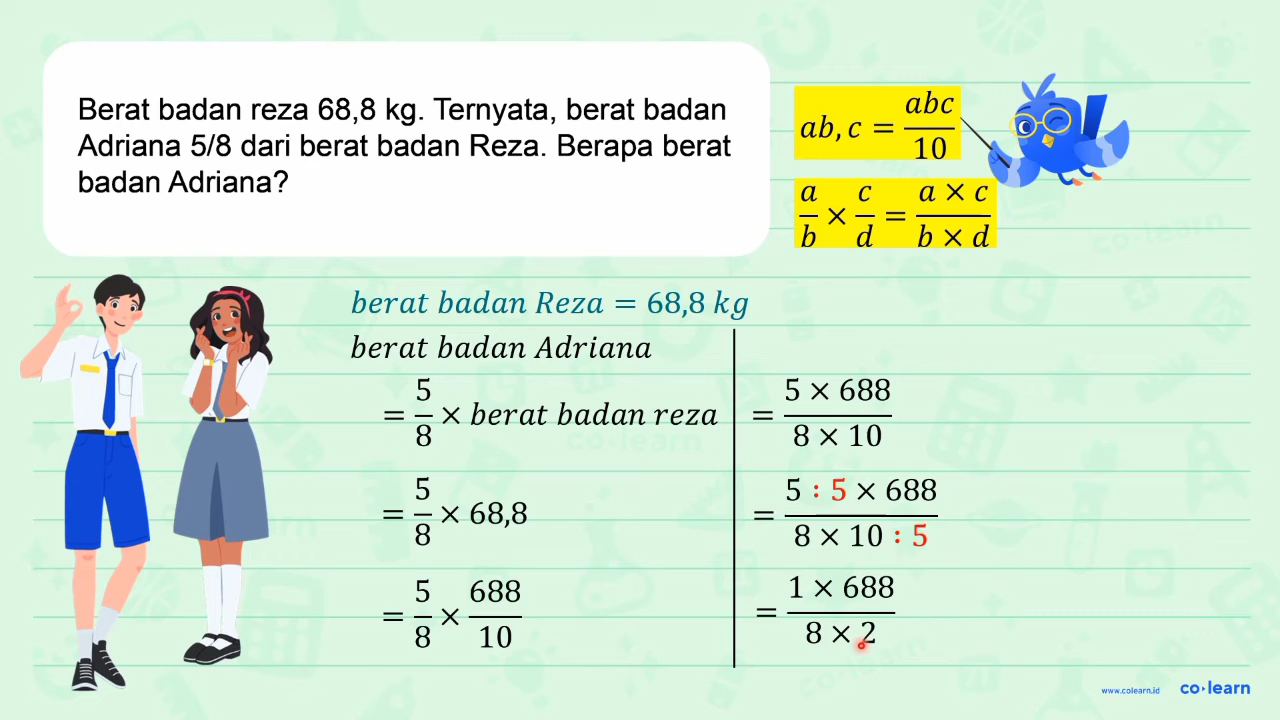 Berat badan reza 68,8 kg. Ternyata, berat badan
Adriana 5/8 dari berat badan Reza. Berapa berat
badan Adriana?
ab, c = abc/10
a/b × c/d = (a × c)/(b × d)
berat badan Reza = 68,8 kg
berat badan Adriana
= 5/8 × berat badan reza
= 5/8 × 68,8
= 5/8 × 688/10
= (5 × 688)/(8 × 10)
= (5 : 5 × 688)/(8 × 10 : 5)
= (1 × 688)/(8 × 2)
www.colearn.id
co·learn